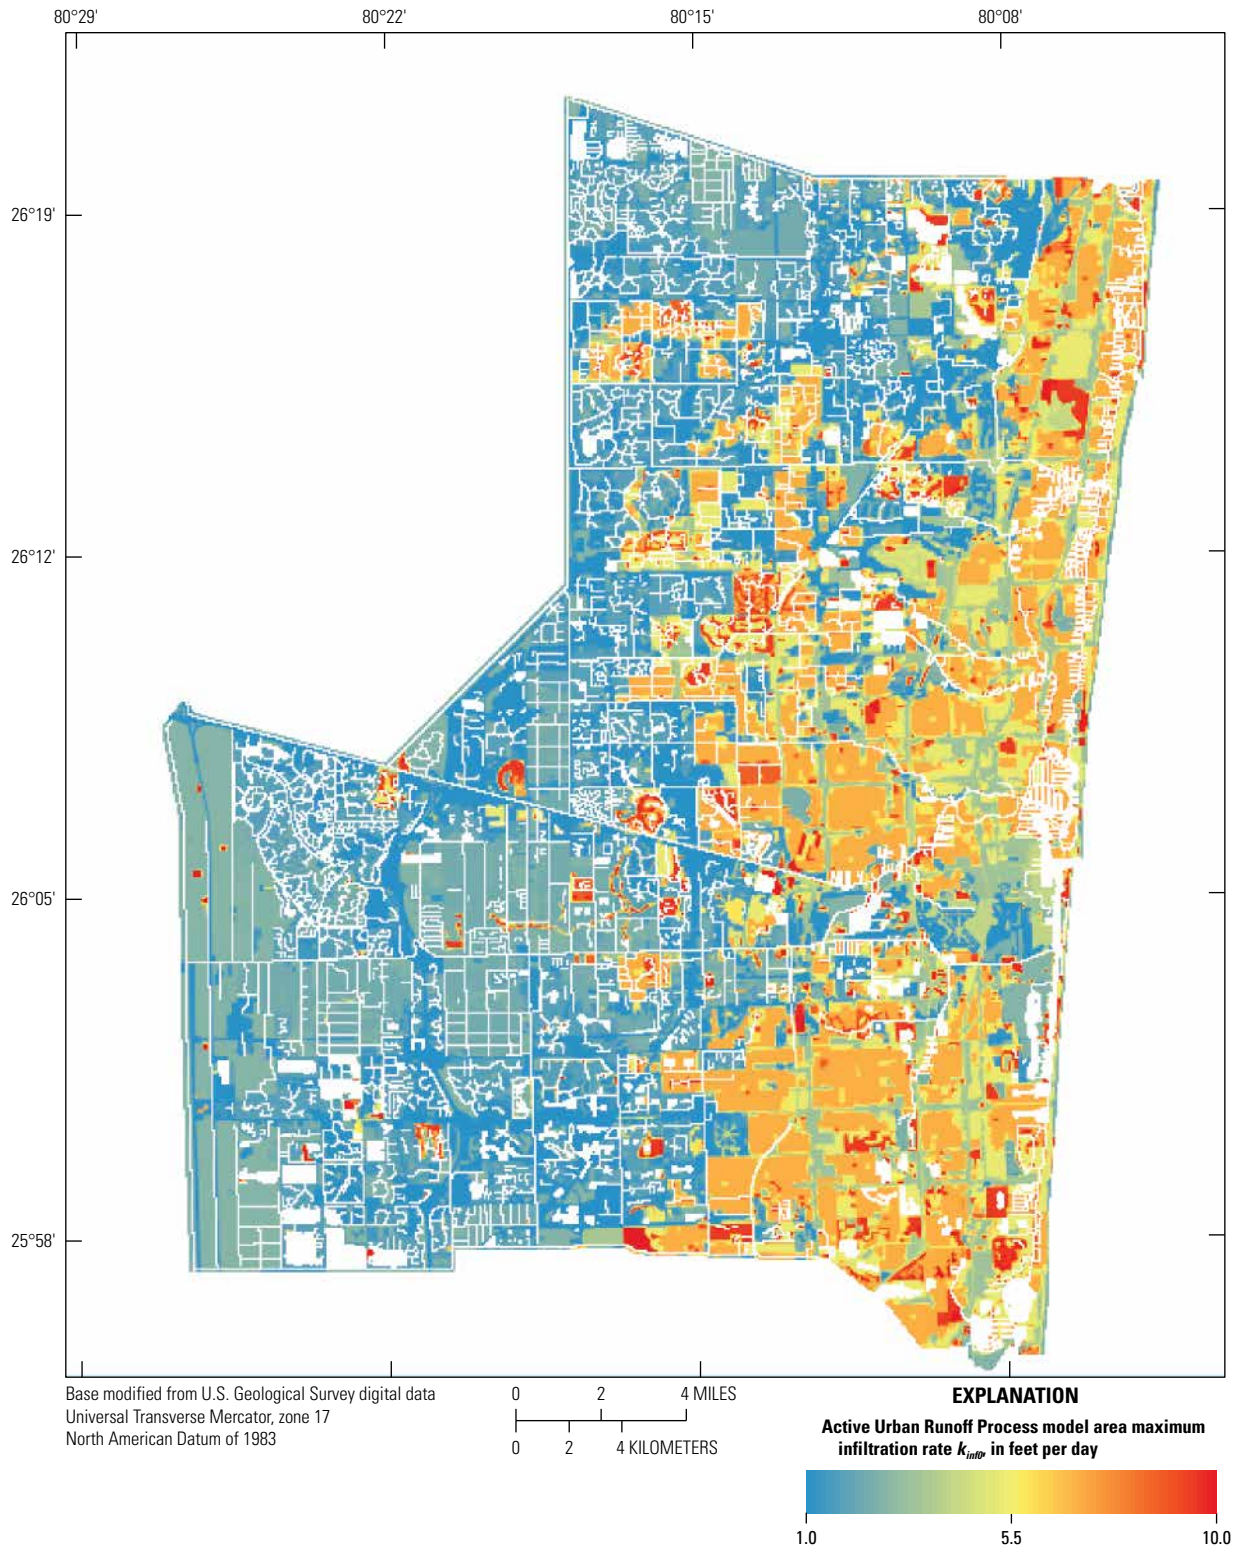 80°29' 80°22' 80°15' 80°08'
26°19'
26°12'
26°05'
25°58'
Base modified from U.S. Geological Survey digital data
Universal Transverse Mercator, zone 17
North American Datum of 1983
0 2 4 MILES
0 2 4 KILOMETERS
EXPLANATION
Active Urban Runoff Process model area maximum
infiltration rate kinf0, in feet per day
1.0 5.5 10.0